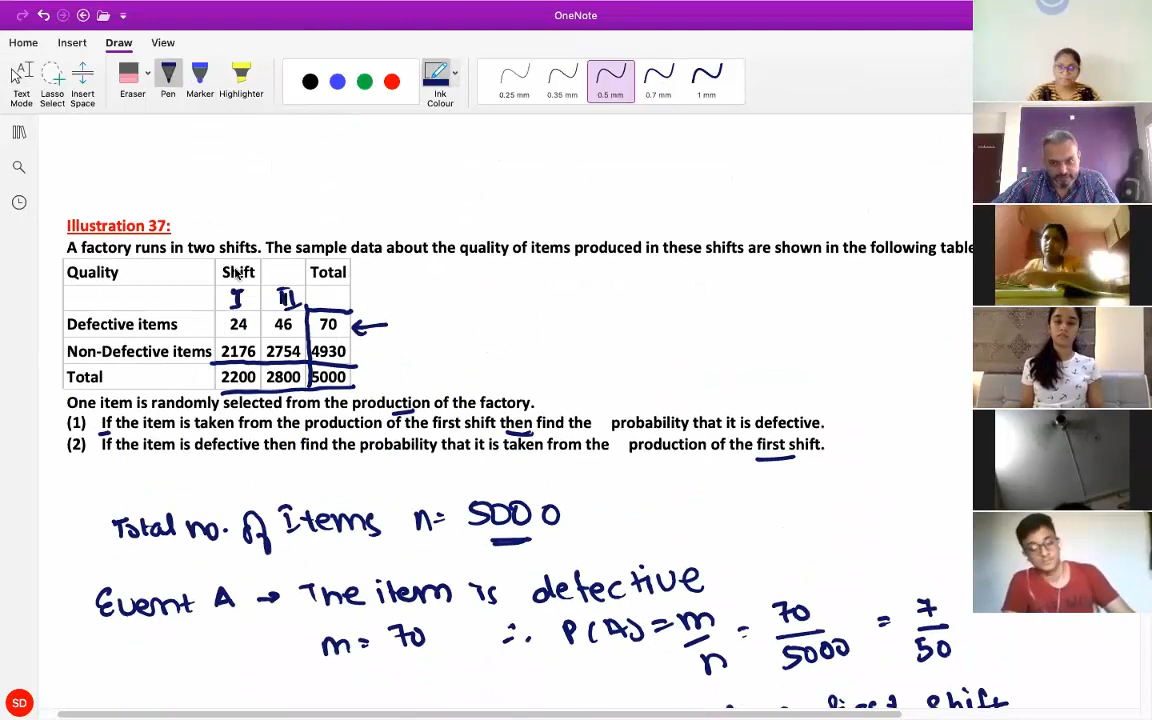 OneNote
Home Insert Draw View
Text Mode Lasso Select Insert Space Eraser Pen Marker Highlighter Ink Colour 0.25 mm 0.35 mm 0.5 mm 0.7 mm 1 mm
Illustration 37:
A factory runs in two shifts. The sample data about the quality of items produced in these shifts are shown in the following table
Quality Shift Total
I II
Defective items 24 46 70
Non-Defective items 2176 2754 4930
Total 2200 2800 5000
One item is randomly selected from the production of the factory.
(1) If the item is taken from the production of the first shift then find the probability that it is defective.
(2) If the item is defective then find the probability that it is taken from the production of the first shift.
Total no. of Items n= 5000
Event A → The item is defective
m= 70 ∴ P(A) = m/n = 70/5000 = 7/50
first shift
SD